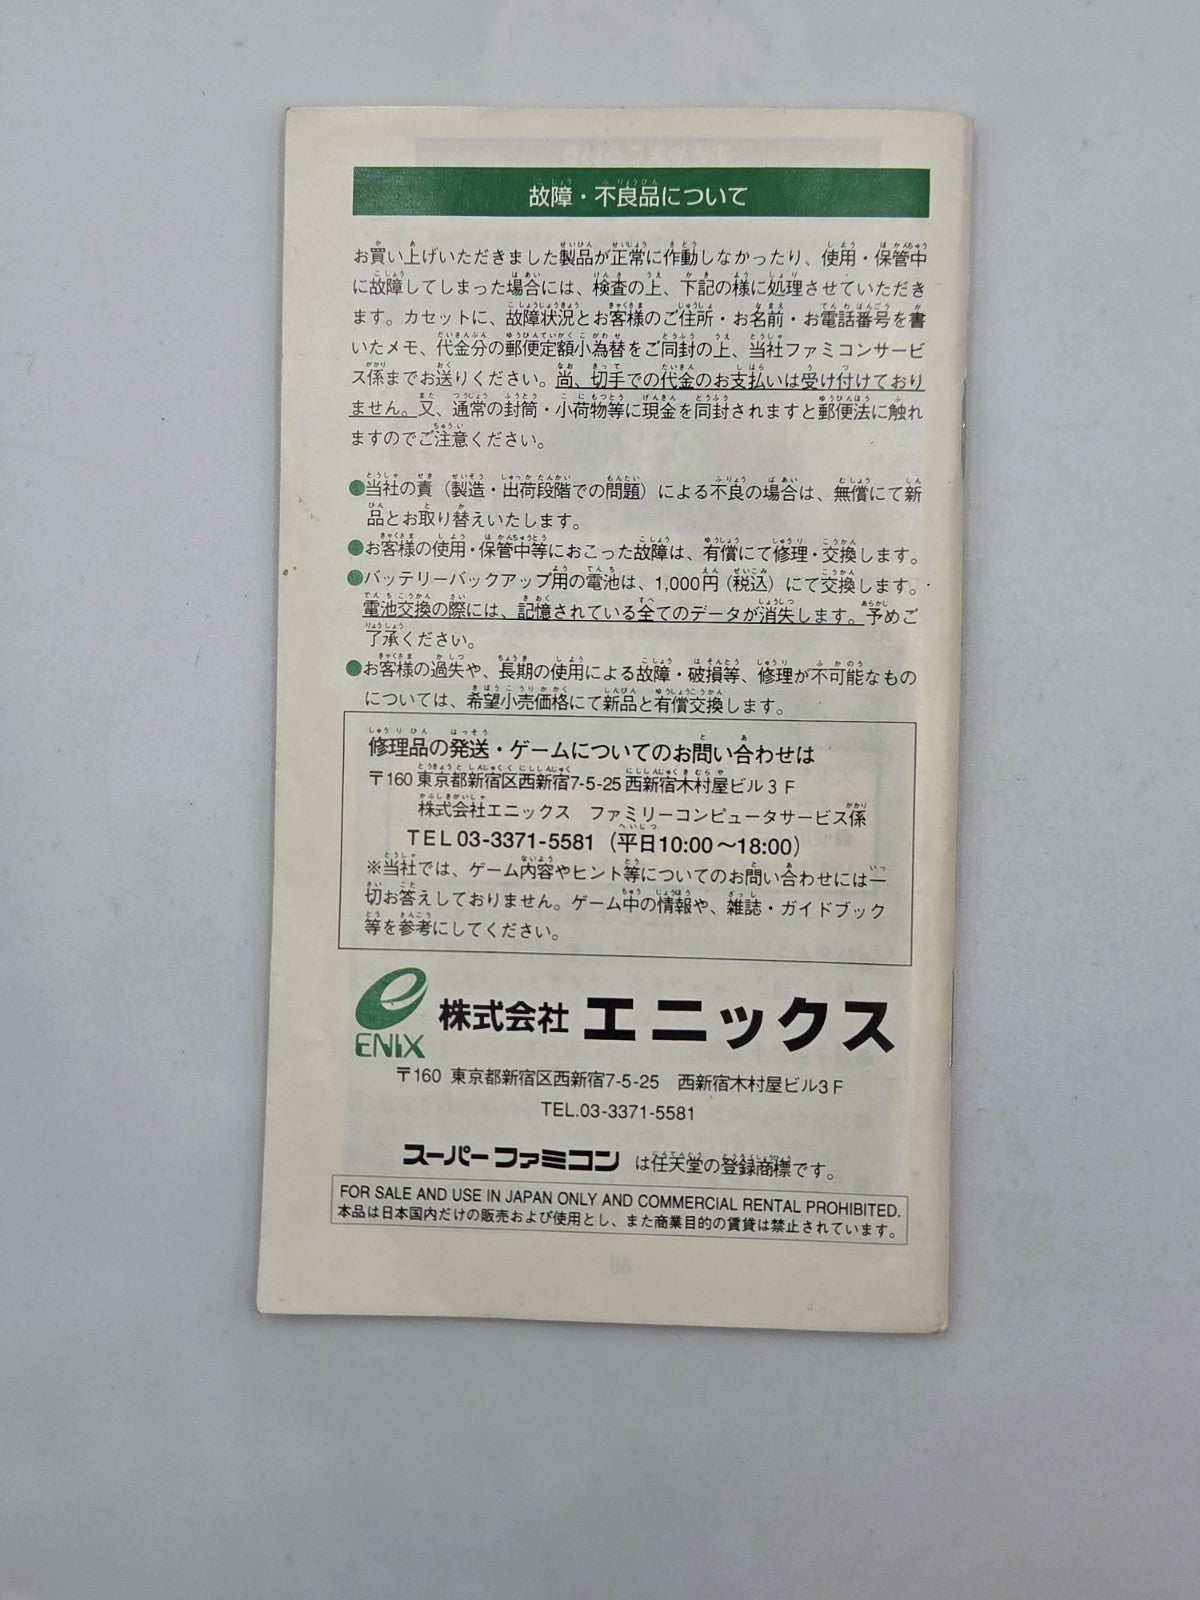 故障・不良品について
お買い上げいただきました製品が正常に作動しなかったり、使用・保管中
に故障してしまった場合には、検査の上、下記の様に処理させていただき
ます。カセットに、故障状況とお客様のご住所・お名前・お電話番号を書
いたメモ、代金分の郵便定額小為替をご同封の上、当社ファミコンサービ
ス係までお送りください。尚、切手での代金のお支払いは受け付けており
ません。又、通常の封筒・小荷物等に現金を同封されますと郵便法に触れ
ますのでご注意ください。
●当社の責（製造・出荷段階での問題）による不良の場合は、無償にて新
品とお取り替えいたします。
●お客様の使用・保管中等におこった故障は、有償にて修理・交換します。
●バッテリーバックアップ用の電池は、1,000円（税込）にて交換します。
電池交換の際には、記憶されている全てのデータが消失します。予めご
了承ください。
●お客様の過失や、長期の使用による故障・破損等、修理が不可能なもの
については、希望小売価格にて新品と有償交換します。
修理品の発送・ゲームについてのお問い合わせは
〒160 東京都新宿区西新宿7-5-25 西新宿木村屋ビル3F
株式会社エニックス　ファミリーコンピュータサービス係
TEL 03-3371-5581（平日10:00～18:00）
※当社では、ゲーム内容やヒント等についてのお問い合わせには一
切お答えしておりません。ゲーム中の情報や、雑誌・ガイドブック
等を参考にしてください。
ENIX 株式会社 エニックス
〒160 東京都新宿区西新宿7-5-25　西新宿木村屋ビル3F
TEL.03-3371-5581
スーパーファミコン は任天堂の登録商標です。
FOR SALE AND USE IN JAPAN ONLY AND COMMERCIAL RENTAL PROHIBITED.
本品は日本国内だけの販売および使用とし、また商業目的の賃貸は禁止されています。